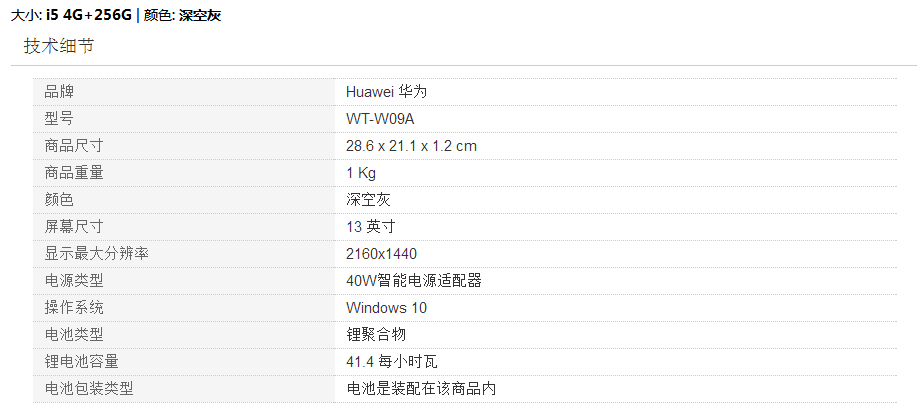 大小: i5 4G+256G | 颜色: 深空灰
技术细节
品牌 Huawei 华为
型号 WT-W09A
商品尺寸 28.6 x 21.1 x 1.2 cm
商品重量 1 Kg
颜色 深空灰
屏幕尺寸 13 英寸
显示最大分辨率 2160x1440
电源类型 40W智能电源适配器
操作系统 Windows 10
电池类型 锂聚合物
锂电池容量 41.4 每小时瓦
电池包装类型 电池是装配在该商品内